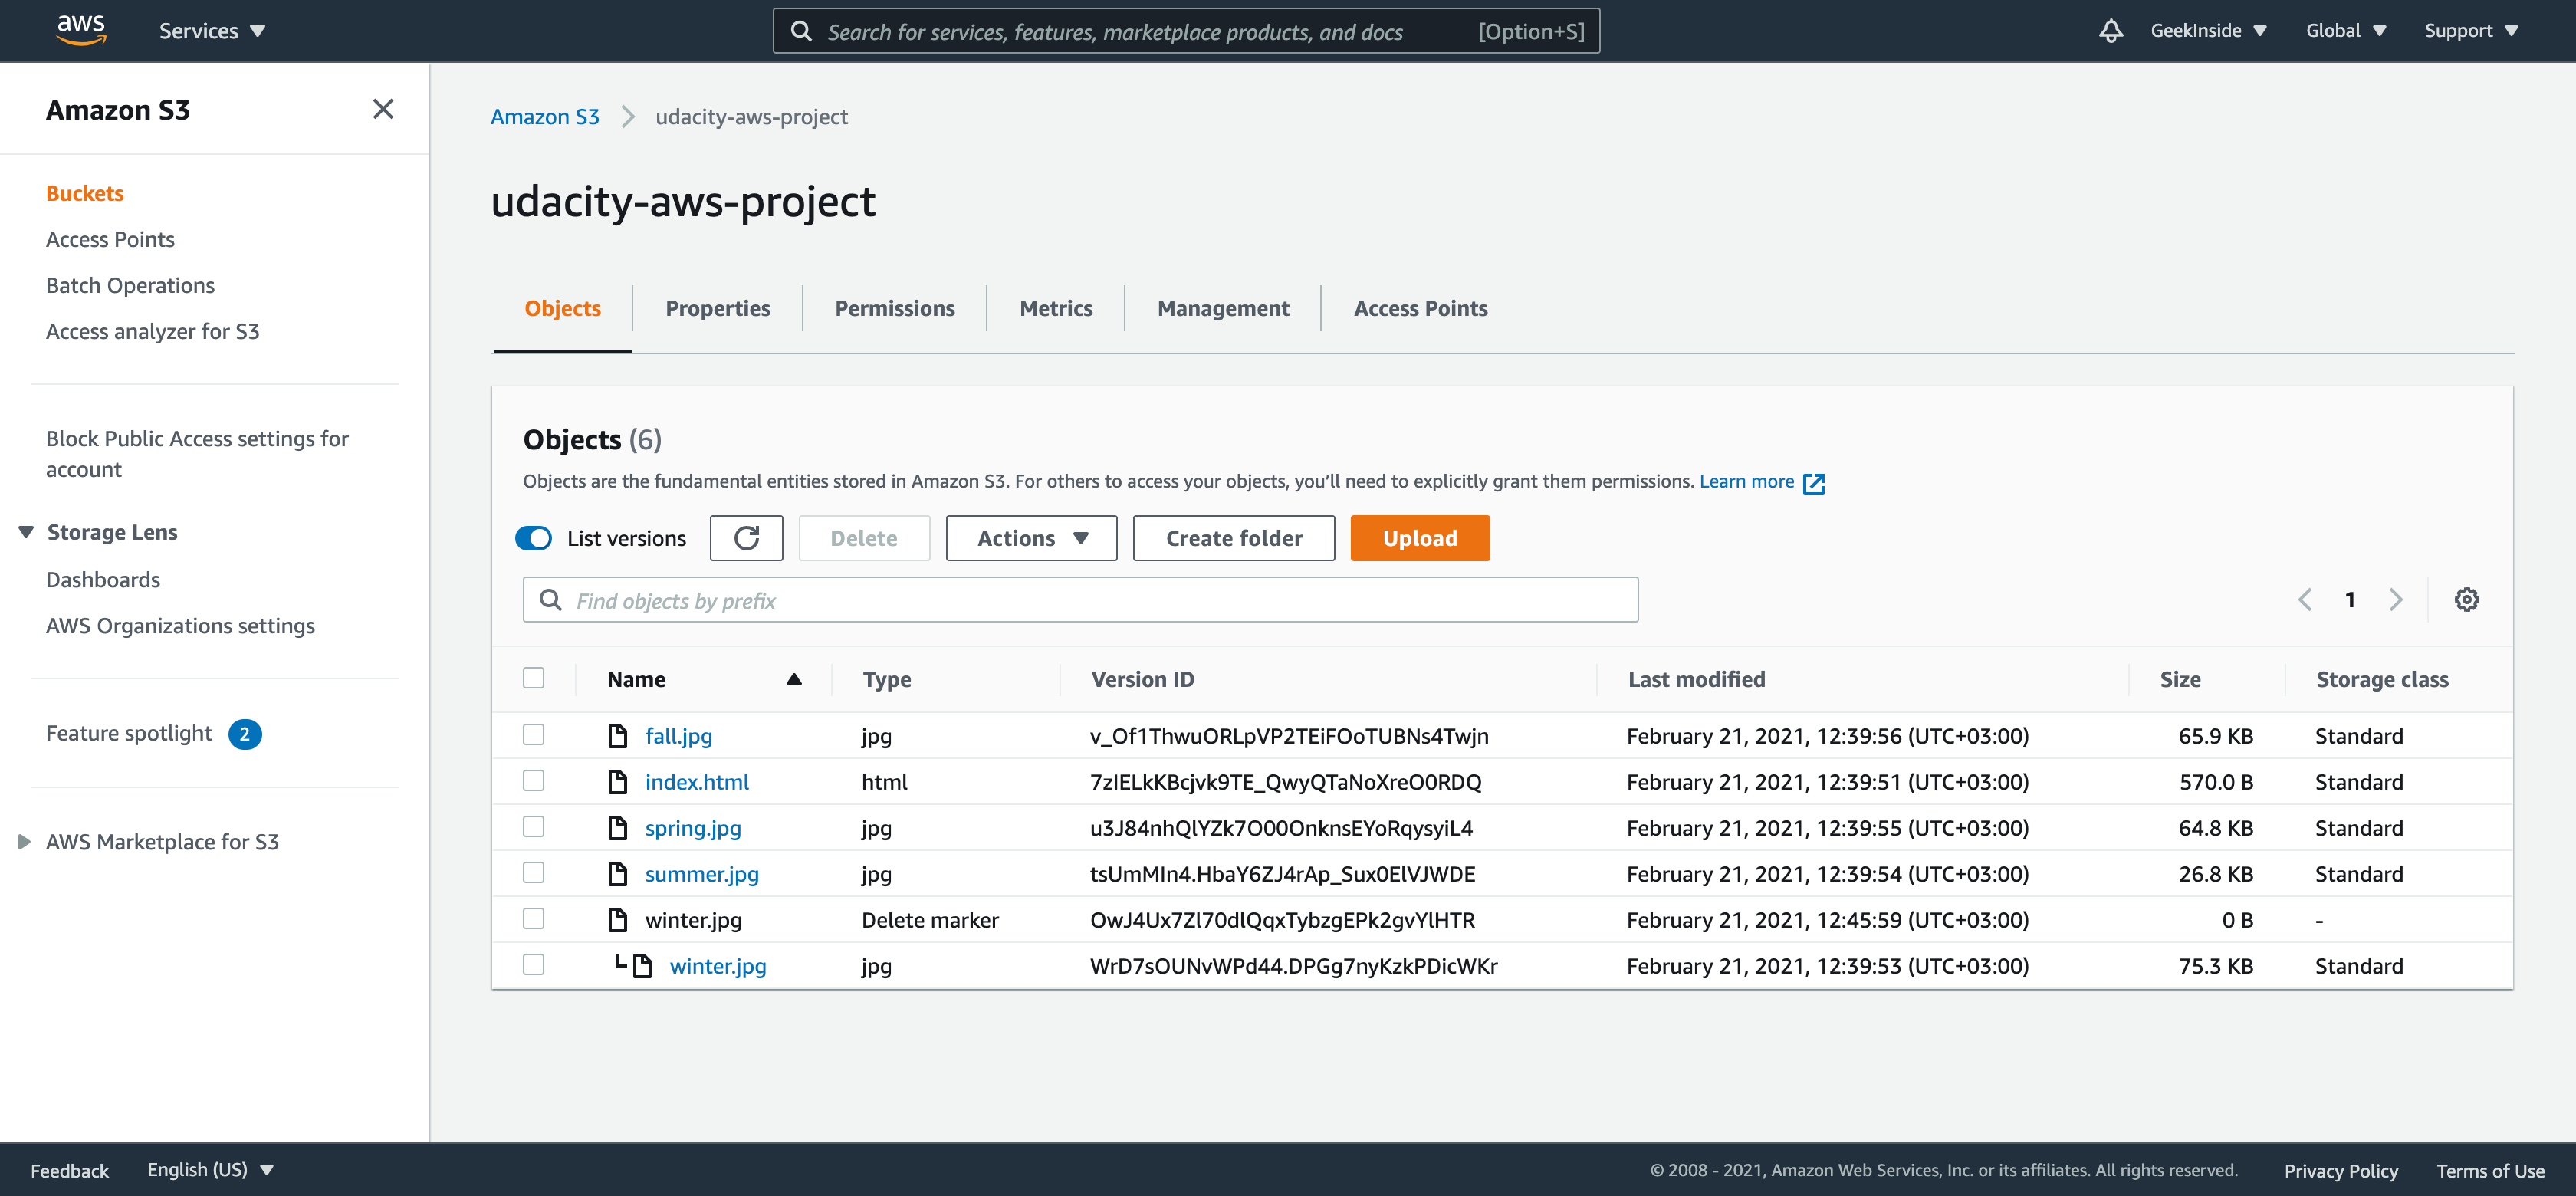 aws Services Search for services, features, marketplace products, and docs [Option+S] GeekInside Global Support
Amazon S3
Buckets
Access Points
Batch Operations
Access analyzer for S3
Block Public Access settings for
account
Storage Lens
Dashboards
AWS Organizations settings
Feature spotlight 2
AWS Marketplace for S3
Amazon S3 udacity-aws-project
udacity-aws-project
Objects Properties Permissions Metrics Management Access Points
Objects (6)
Objects are the fundamental entities stored in Amazon S3. For others to access your objects, you’ll need to explicitly grant them permissions. Learn more
List versions Delete Actions Create folder Upload
Find objects by prefix 1
Name Type Version ID Last modified Size Storage class
fall.jpg jpg v_Of1ThwuORLpVP2TEiFOoTUBNs4Twjn February 21, 2021, 12:39:56 (UTC+03:00) 65.9 KB Standard
index.html html 7zIELkKBcjvk9TE_QwyQTaNoXreO0RDQ February 21, 2021, 12:39:51 (UTC+03:00) 570.0 B Standard
spring.jpg jpg u3J84nhQlYZk7O00OnknsEYoRqysyiL4 February 21, 2021, 12:39:55 (UTC+03:00) 64.8 KB Standard
summer.jpg jpg tsUmMIn4.HbaY6ZJ4rAp_Sux0ElVJWDE February 21, 2021, 12:39:54 (UTC+03:00) 26.8 KB Standard
winter.jpg Delete marker OwJ4Ux7Zl70dlQqxTybzgEPk2gvYlHTR February 21, 2021, 12:45:59 (UTC+03:00) 0 B -
winter.jpg jpg WrD7sOUNvWPd44.DPGg7nyKzkPDicWKr February 21, 2021, 12:39:53 (UTC+03:00) 75.3 KB Standard
Feedback English (US) © 2008 - 2021, Amazon Web Services, Inc. or its affiliates. All rights reserved. Privacy Policy Terms of Use